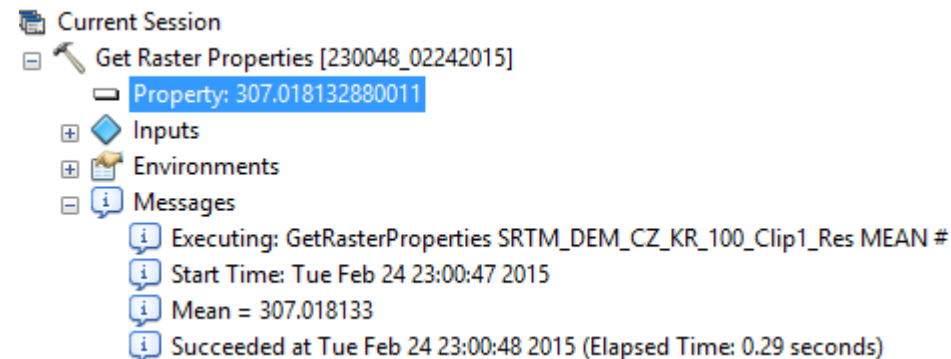 Current Session
Get Raster Properties [230048_02242015]
Property: 307.018132880011
Inputs
Environments
Messages
Executing: GetRasterProperties SRTM_DEM_CZ_KR_100_Clip1_Res MEAN #
Start Time: Tue Feb 24 23:00:47 2015
Mean = 307.018133
Succeeded at Tue Feb 24 23:00:48 2015 (Elapsed Time: 0.29 seconds)